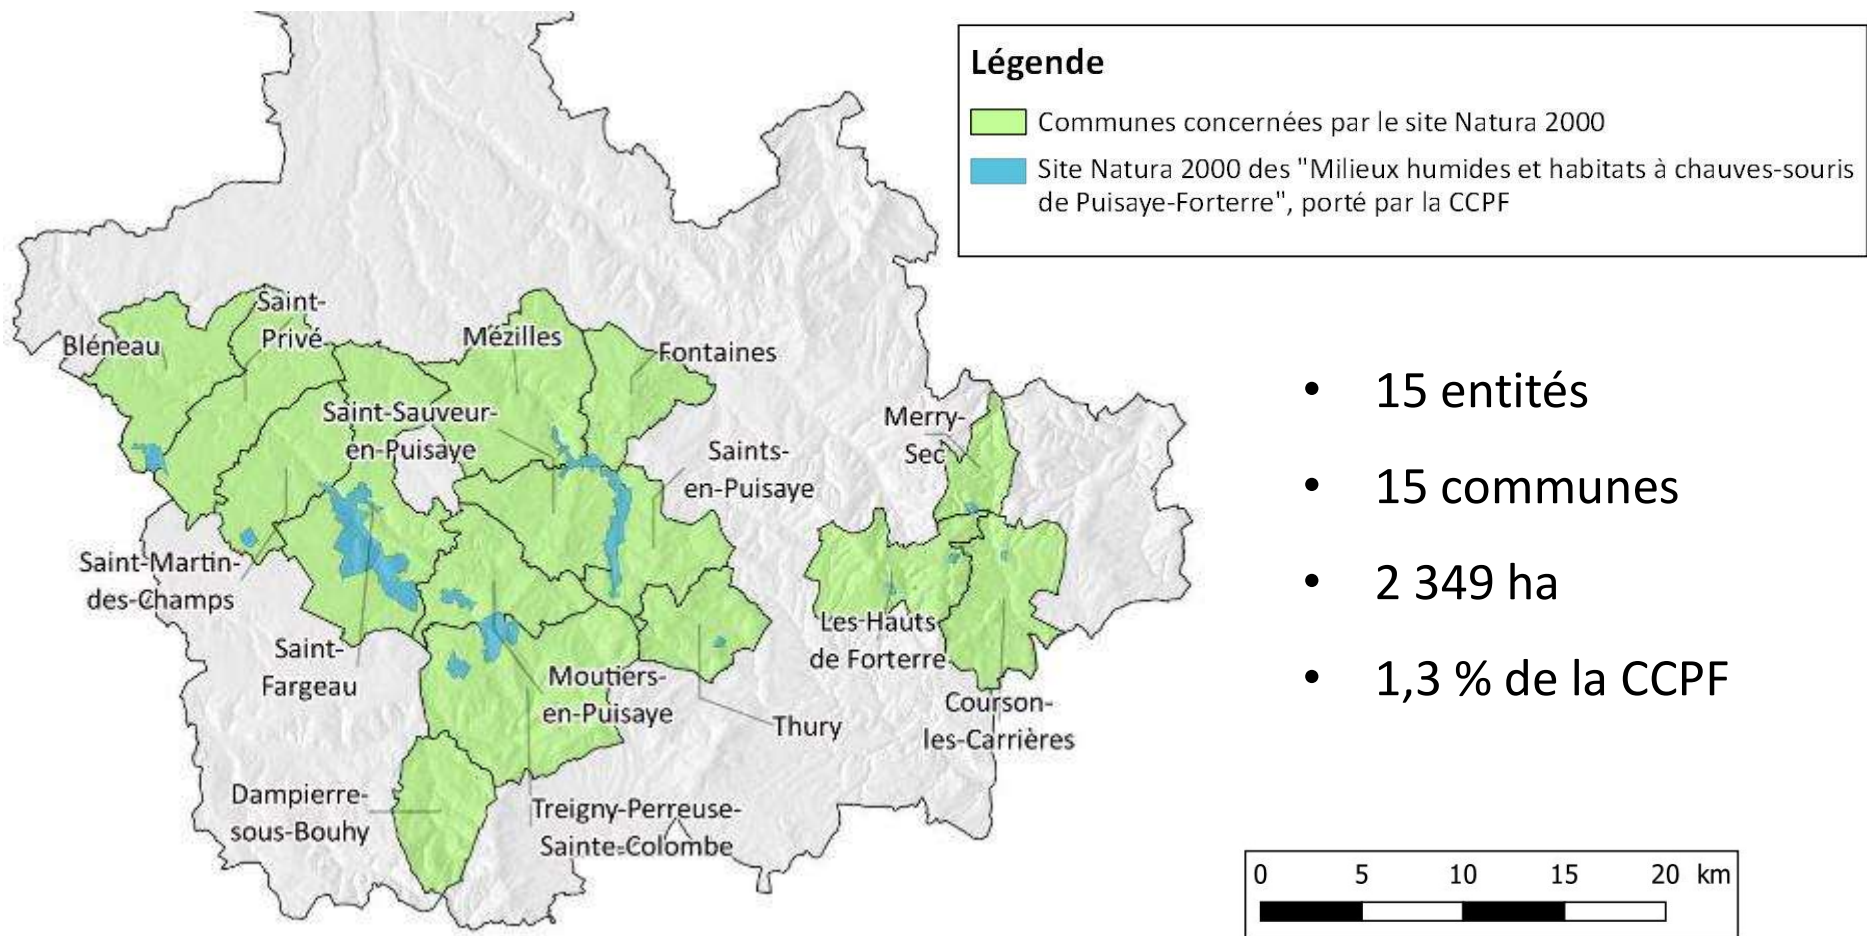 Légende
Communes concernées par le site Natura 2000
Site Natura 2000 des "Milieux humides et habitats à chauves-souris
de Puisaye-Forterre", porté par la CCPF
Saint-
Privé
Bléneau
Mézilles
Fontaines
Saint-Sauveur-
en-Puisaye
Saints-
en-Puisaye
Merry-
Sec
Saint-Martin-
des-Champs
Saint-
Fargeau
Moutiers-
en-Puisaye
Thury
Les-Hauts
de Forterre
Courson-
les-Carrières
Dampierre-
sous-Bouhy
Treigny-Perreuse-
Sainte-Colombe
• 15 entités
• 15 communes
• 2 349 ha
• 1,3 % de la CCPF
0 5 10 15 20 km